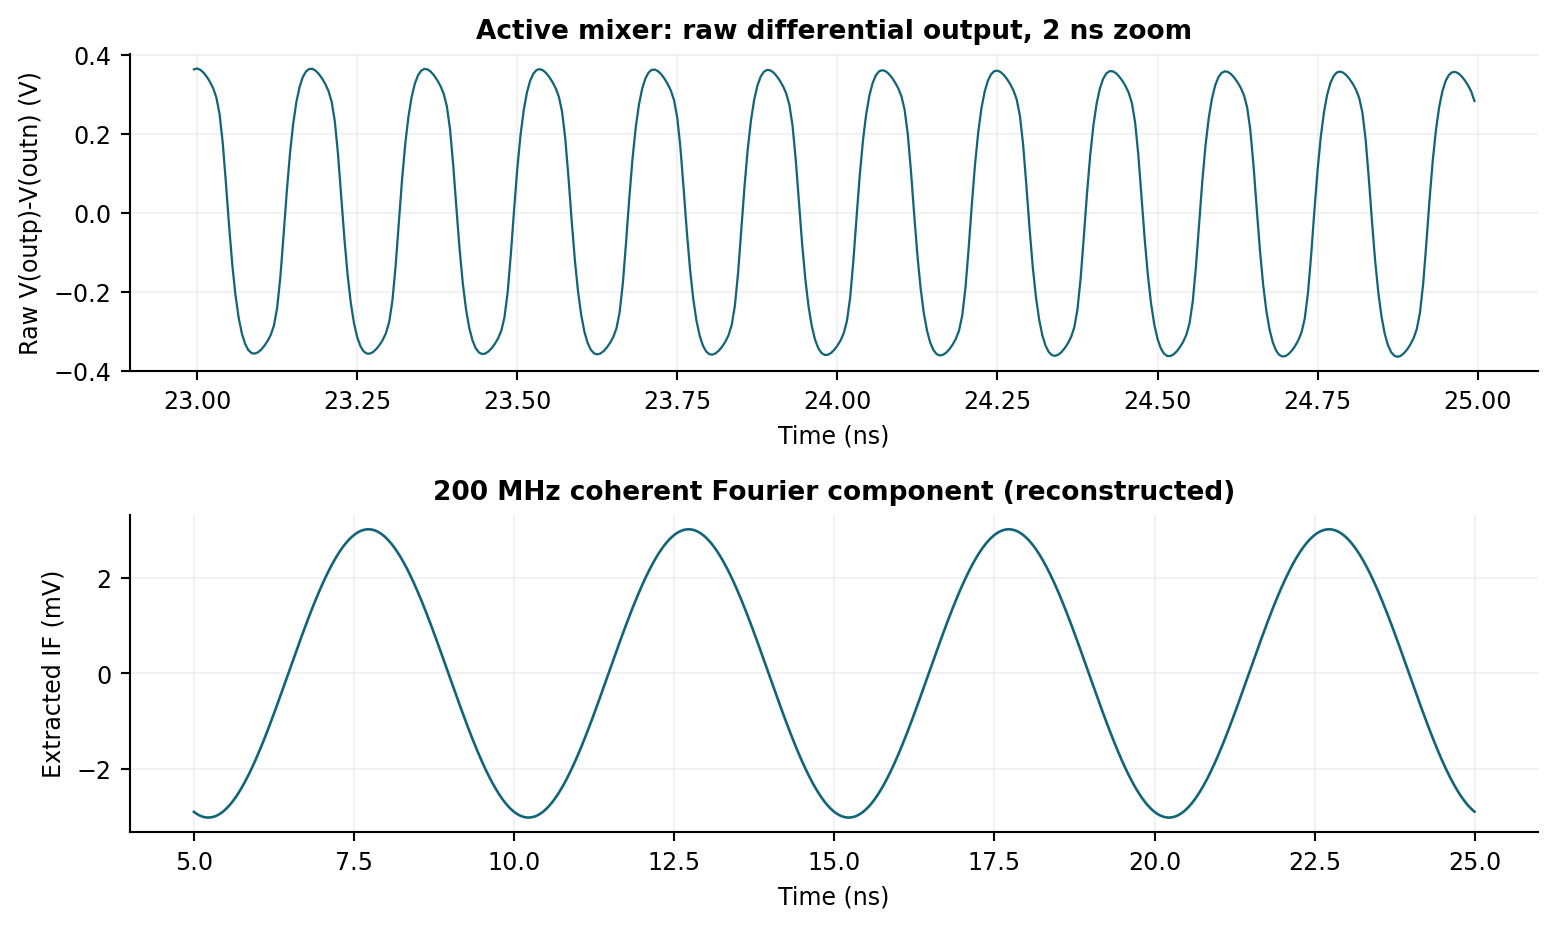 Active mixer: raw differential output, 2 ns zoom
Raw V(outp)-V(outn) (V)
0.4
0.2
0.0
−0.2
−0.4
23.00 23.25 23.50 23.75 24.00 24.25 24.50 24.75 25.00
Time (ns)
200 MHz coherent Fourier component (reconstructed)
Extracted IF (mV)
2
0
−2
5.0 7.5 10.0 12.5 15.0 17.5 20.0 22.5 25.0
Time (ns)